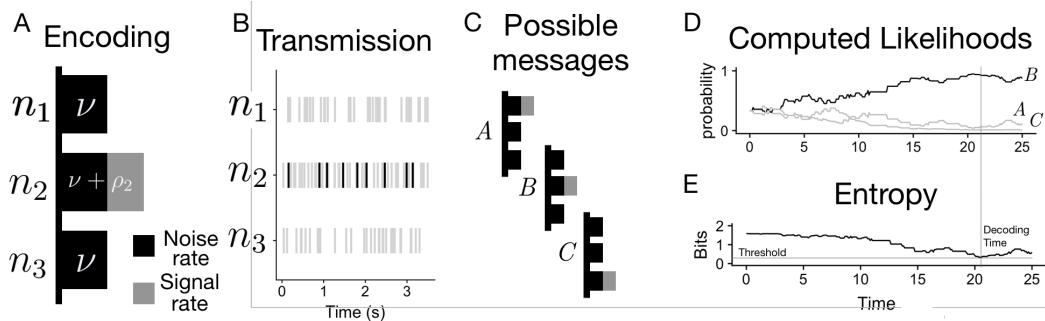 A
Encoding
n₁
ν
n₂
ν + ρ₂
n₃
ν
Noise
rate
Signal
rate
B
Transmission
n₁
n₂
n₃
0
1
2
3
Time (s)
C
Possible
messages
A
B
C
D
Computed Likelihoods
probability
1
0
B
A
C
0
5
10
15
20
25
E
Entropy
Bits
2
1
0
Threshold
Decoding
Time
0
5
10
15
20
25
Time